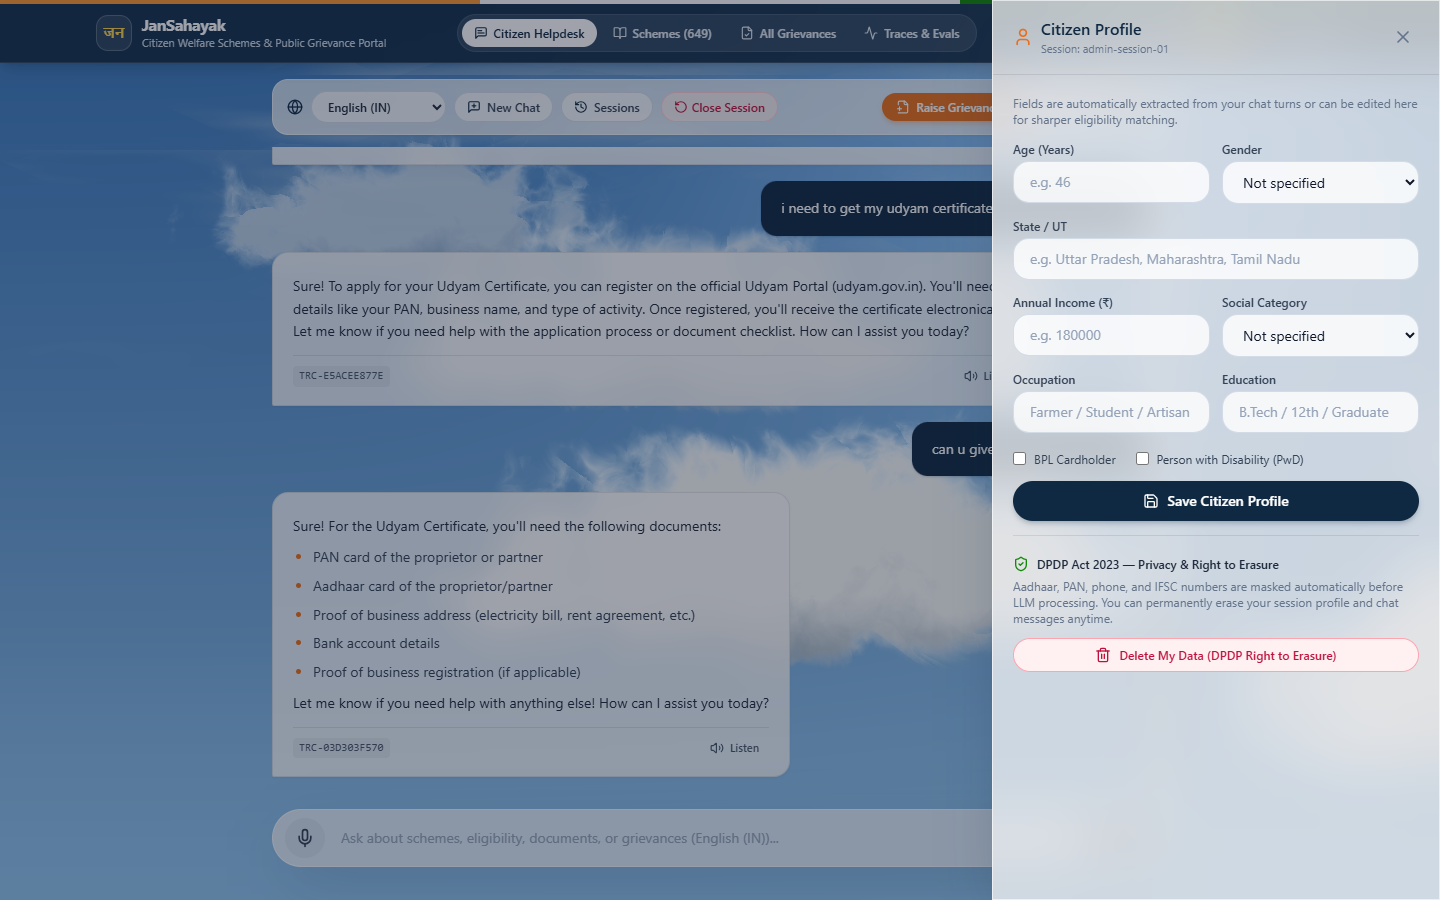 जन
JanSahayak
Citizen Welfare Schemes & Public Grievance Portal
Citizen Helpdesk
Schemes (649)
All Grievances
Traces & Evals
English (IN)
New Chat
Sessions
Close Session
Raise Grievanc
i need to get my udyam certificate
Sure! To apply for your Udyam Certificate, you can register on the official Udyam Portal (udyam.gov.in). You'll need
details like your PAN, business name, and type of activity. Once registered, you'll receive the certificate electronica
Let me know if you need help with the application process or document checklist. How can I assist you today?
TRC-E5ACEE877E
Li
can u give
Sure! For the Udyam Certificate, you'll need the following documents:
• PAN card of the proprietor or partner
• Aadhaar card of the proprietor/partner
• Proof of business address (electricity bill, rent agreement, etc.)
• Bank account details
• Proof of business registration (if applicable)
Let me know if you need help with anything else! How can I assist you today?
TRC-03D303F570
Listen
Ask about schemes, eligibility, documents, or grievances (English (IN))...
Citizen Profile
Session: admin-session-01
Fields are automatically extracted from your chat turns or can be edited here
for sharper eligibility matching.
Age (Years)
Gender
e.g. 46
Not specified
State / UT
e.g. Uttar Pradesh, Maharashtra, Tamil Nadu
Annual Income (₹)
Social Category
e.g. 180000
Not specified
Occupation
Education
Farmer / Student / Artisan
B.Tech / 12th / Graduate
BPL Cardholder
Person with Disability (PwD)
Save Citizen Profile
DPDP Act 2023 — Privacy & Right to Erasure
Aadhaar, PAN, phone, and IFSC numbers are masked automatically before
LLM processing. You can permanently erase your session profile and chat
messages anytime.
Delete My Data (DPDP Right to Erasure)